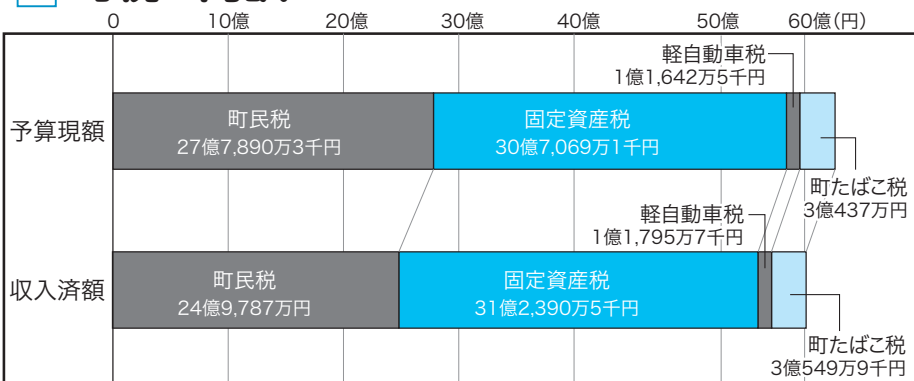 0 10億 20億 30億 40億 50億 60億(円)
軽自動車税
1億1,642万5千円
予算現額
町民税
27億7,890万3千円
固定資産税
30億7,069万1千円
町たばこ税
3億437万円
軽自動車税
1億1,795万7千円
収入済額
町民税
24億9,787万円
固定資産税
31億2,390万5千円
町たばこ税
3億549万9千円